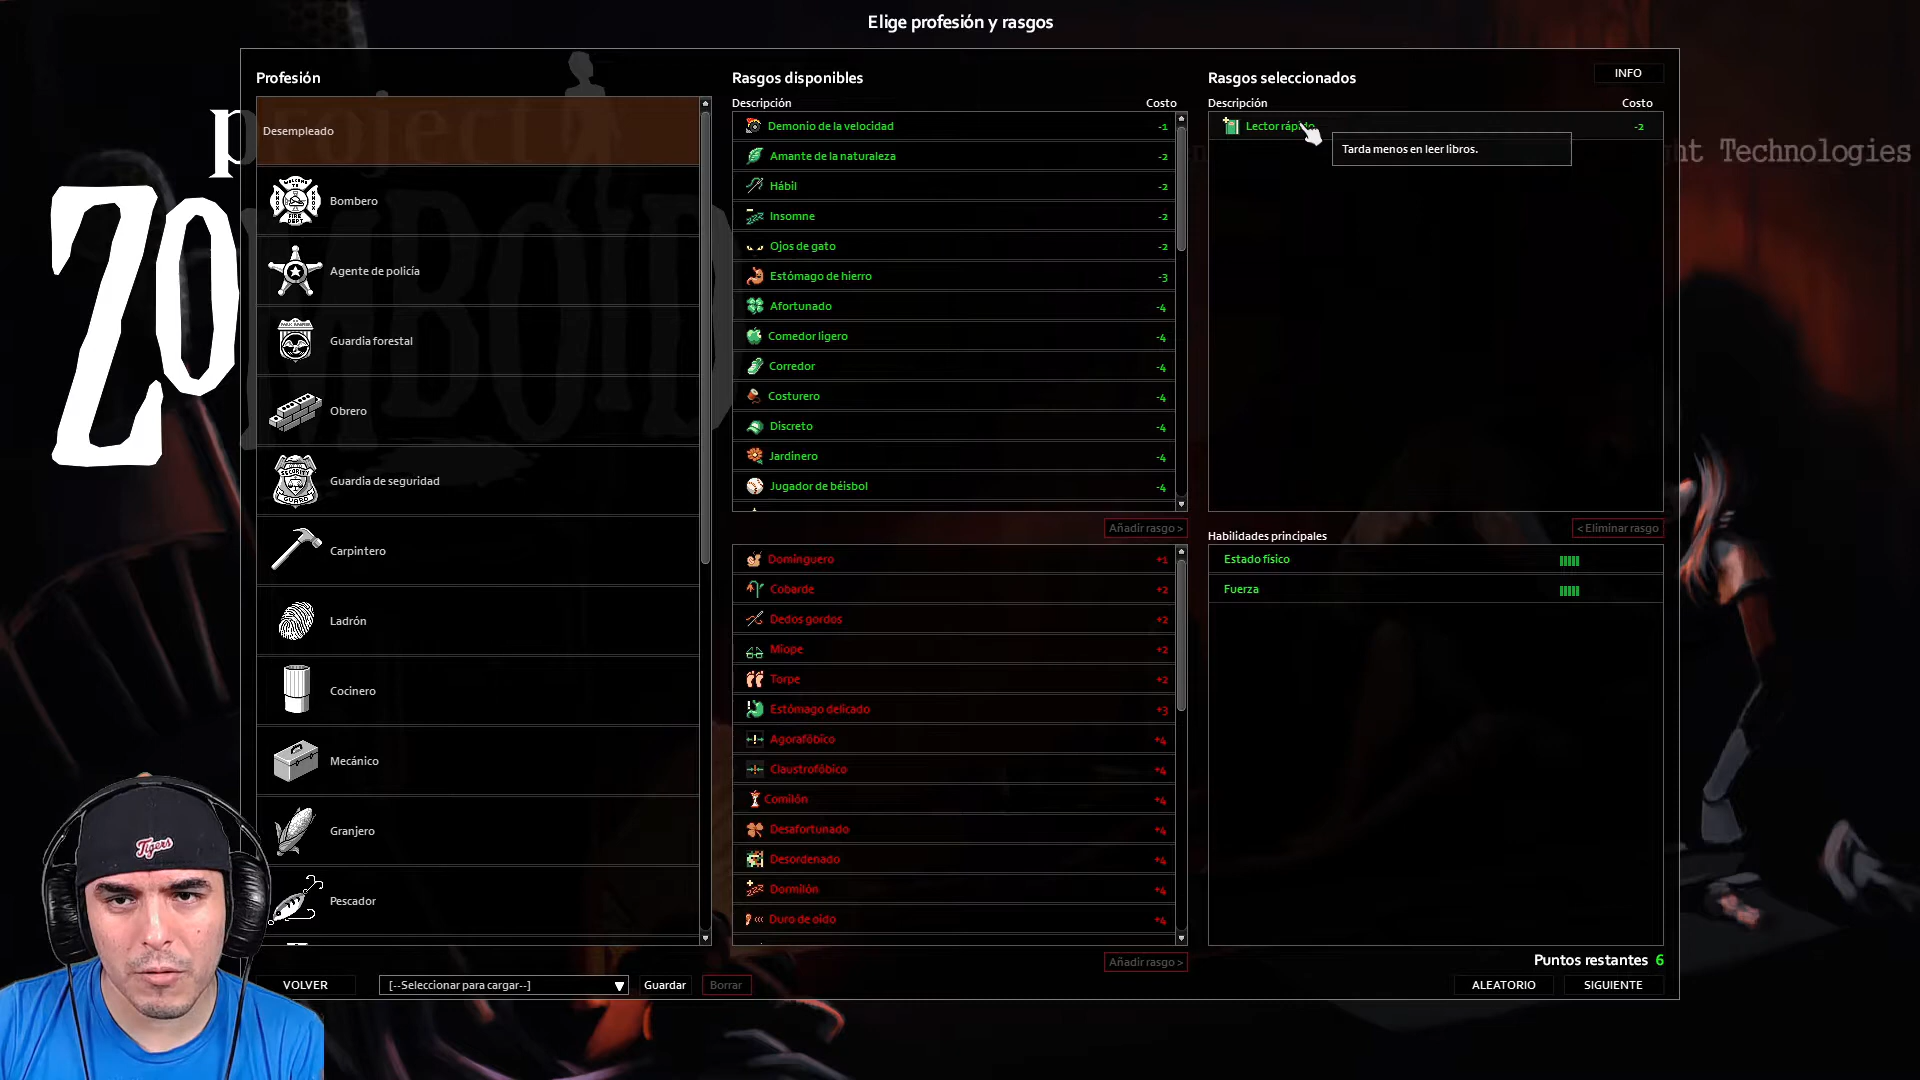 Elige profesión y rasgos
Profesión
Desempleado
Bombero
Agente de policía
Guardia forestal
Obrero
Guardia de seguridad
Carpintero
Ladrón
Cocinero
Mecánico
Granjero
Pescador
Rasgos disponibles
Descripción Costo
Demonio de la velocidad -1
Amante de la naturaleza -2
Hábil -2
Insomne -2
Ojos de gato -2
Estómago de hierro -3
Afortunado -4
Comedor ligero -4
Corredor -4
Costurero -4
Discreto -4
Jardinero -4
Jugador de béisbol -4
Añadir rasgo >
Dominguero +1
Cobarde +2
Dedos gordos +2
Miope +2
Torpe +2
Estómago delicado +3
Agorafóbico +4
Claustrofóbico +4
Comilón +4
Desafortunado +4
Desordenado +4
Dormilón +4
Duro de oído +4
Añadir rasgo >
Rasgos seleccionados
INFO
Descripción Costo
Lector rápido -2
Tarda menos en leer libros.
< Eliminar rasgo
Habilidades principales
Estado físico
Fuerza
Puntos restantes 6
VOLVER
[--Seleccionar para cargar--]
Guardar
Borrar
ALEATORIO
SIGUIENTE
project
ZOMBOID
ht Technologies
Tigers